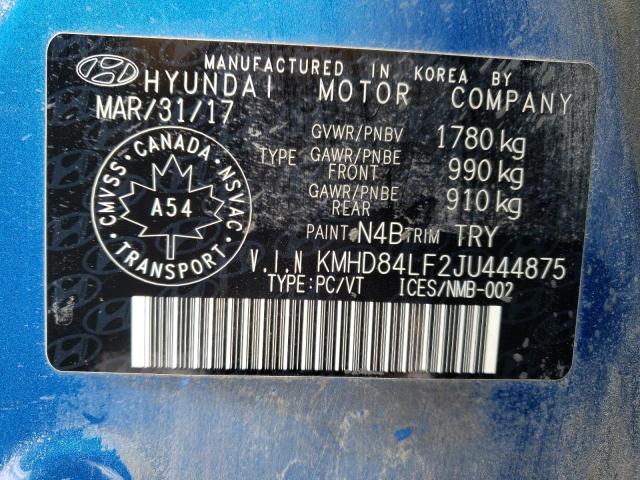 MANUFACTURED IN KOREA BY
HYUNDAI MOTOR COMPANY
MAR/31/17
GVWR/PNBV 1780 kg
TYPE GAWR/PNBE FRONT 990 kg
GAWR/PNBE REAR 910 kg
PAINT N4B TRIM TRY
V.I.N KMHD84LF2JU444875
TYPE:PC/VT ICES/NMB-002
CMVSS · CANADA · NSVAC
A54
TRANSPORT